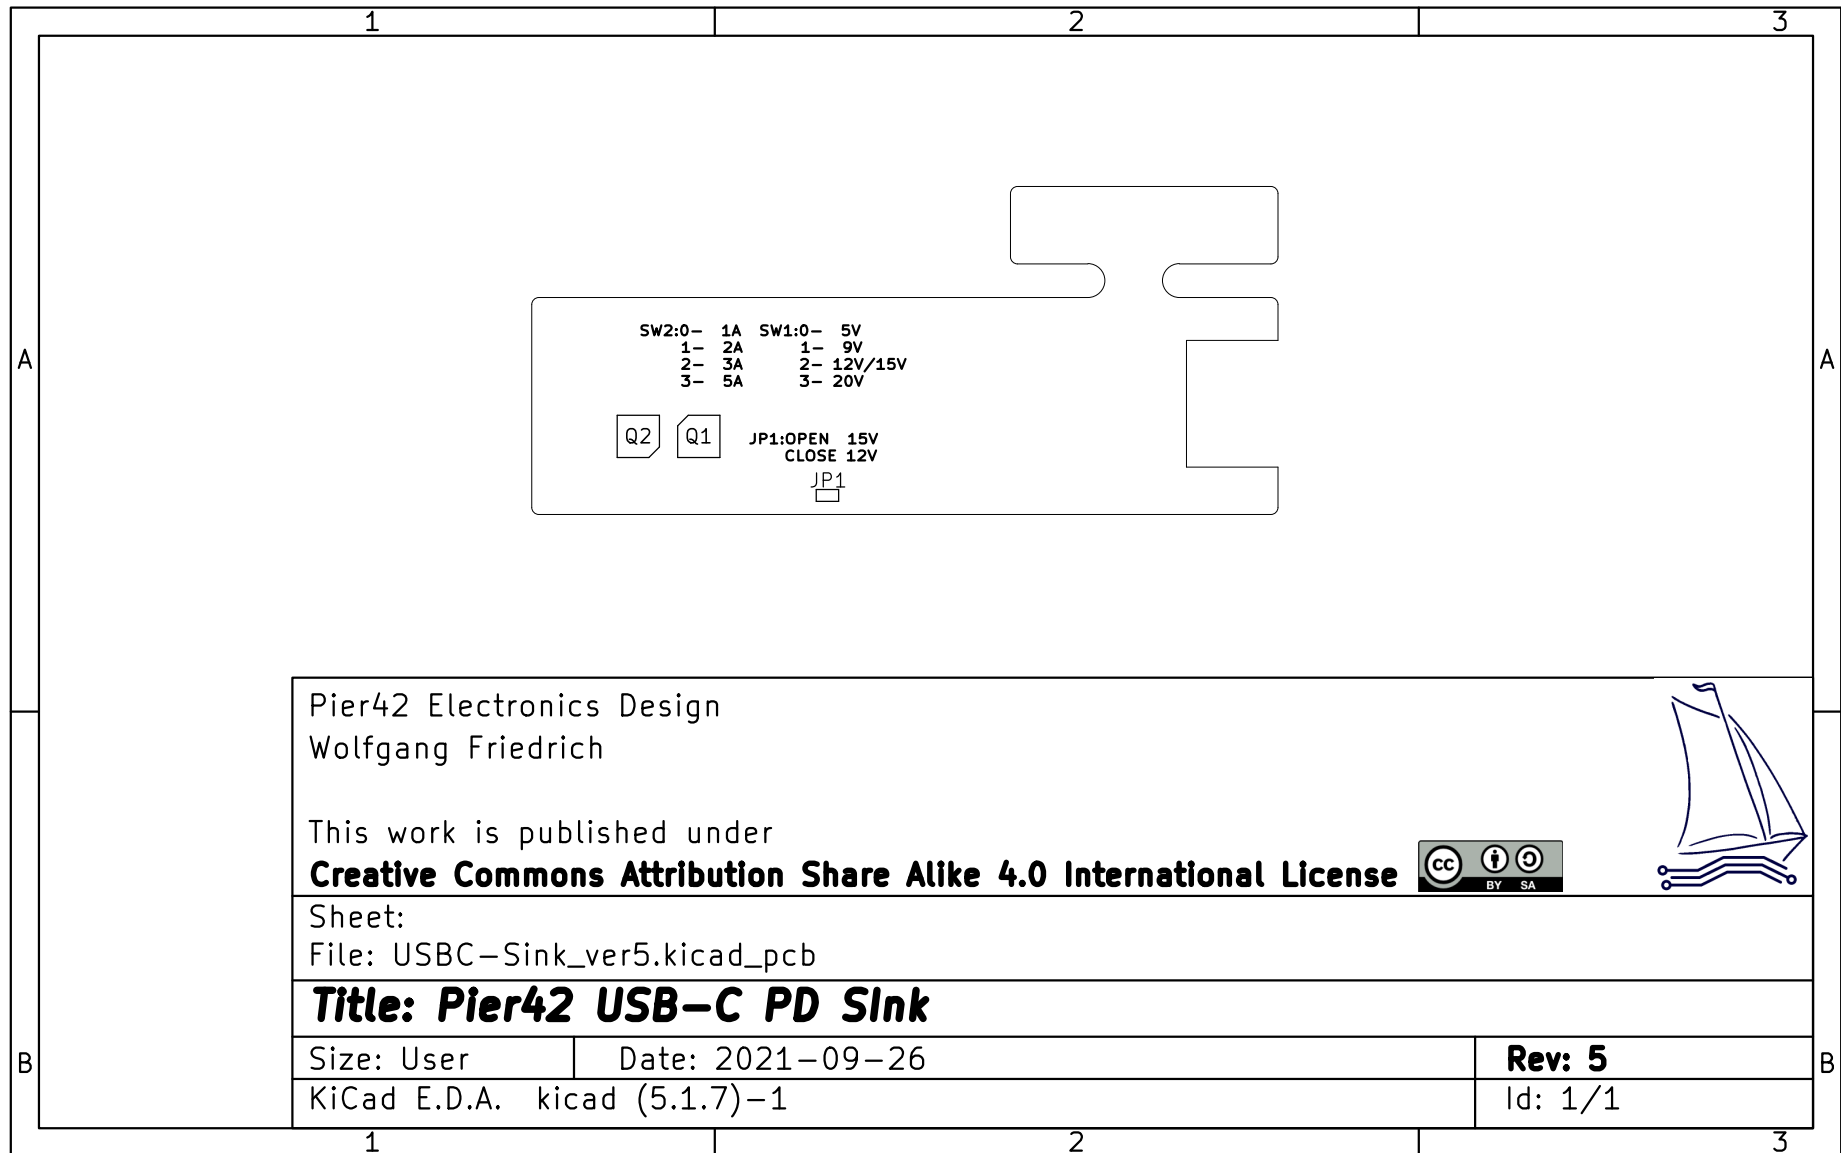 1 2 3
A A
SW2:0– 1A SW1:0– 5V
1– 2A 1– 9V
2– 3A 2– 12V/15V
3– 5A 3– 20V
Q2 Q1
JP1:OPEN 15V
CLOSE 12V
JP1
Pier42 Electronics Design
Wolfgang Friedrich
This work is published under
Creative Commons Attribution Share Alike 4.0 International License
cc BY SA
Sheet:
File: USBC–Sink_ver5.kicad_pcb
Title: Pier42 USB–C PD SInk
Size: User Date: 2021–09–26 Rev: 5
B B
KiCad E.D.A. kicad (5.1.7)–1 Id: 1/1
1 2 3